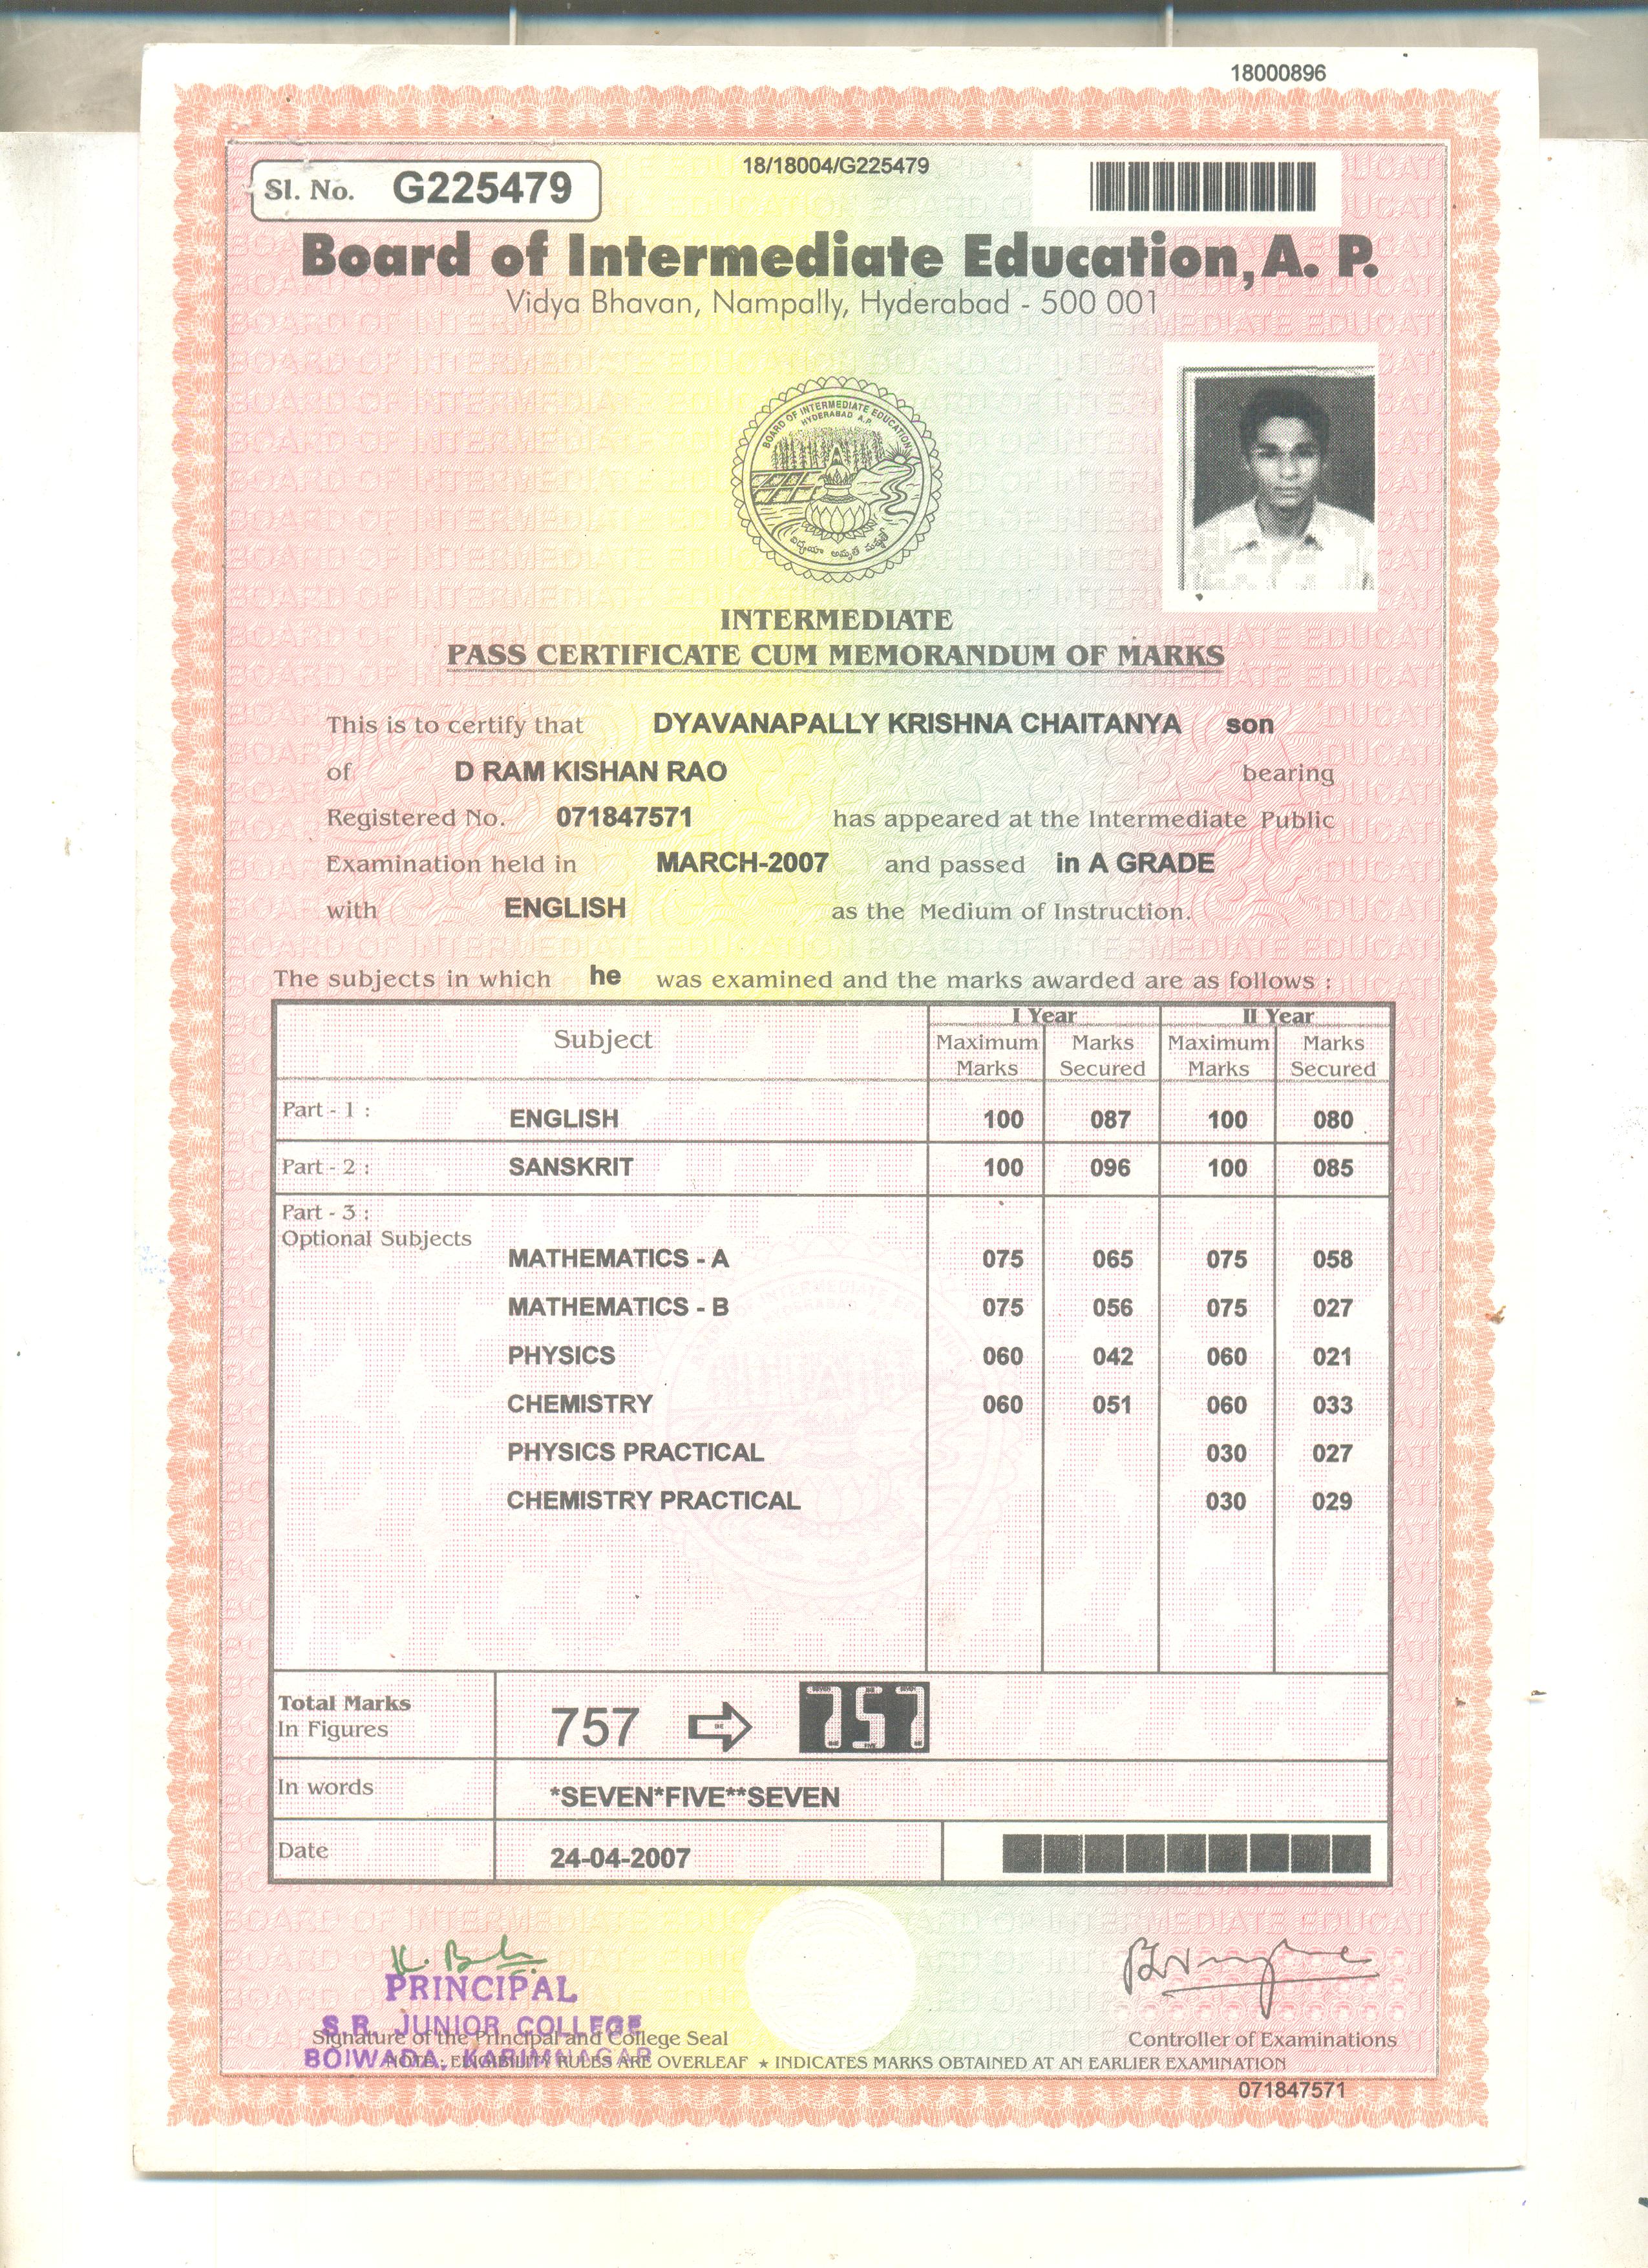 18000896
18/18004/G225479
Sl. No. G225479
Board of Intermediate Education, A. P.
Vidya Bhavan, Nampally, Hyderabad - 500 001
BOARD OF INTERMEDIATE EDUCATION
HYDERABAD A.P.
INTERMEDIATE
PASS CERTIFICATE CUM MEMORANDUM OF MARKS
This is to certify that DYAVANAPALLY KRISHNA CHAITANYA son
of D RAM KISHAN RAO bearing
Registered No. 071847571 has appeared at the Intermediate Public
Examination held in MARCH-2007 and passed in A GRADE
with ENGLISH as the Medium of Instruction.
The subjects in which he was examined and the marks awarded are as follows :
Subject I Year II Year
Maximum Marks Marks Secured Maximum Marks Marks Secured
Part - 1 : ENGLISH 100 087 100 080
Part - 2 : SANSKRIT 100 096 100 085
Part - 3 :
Optional Subjects
MATHEMATICS - A 075 065 075 058
MATHEMATICS - B 075 056 075 027
PHYSICS 060 042 060 021
CHEMISTRY 060 051 060 033
PHYSICS PRACTICAL 030 027
CHEMISTRY PRACTICAL 030 029
Total Marks
In Figures 757 757
In words *SEVEN*FIVE**SEVEN
Date 24-04-2007
PRINCIPAL
S.R. JUNIOR COLLEGE
BOIWADA, KARIMNAGAR
Signature of the Principal and College Seal Controller of Examinations
NOTE : ELIGIBILITY RULES ARE OVERLEAF ★ INDICATES MARKS OBTAINED AT AN EARLIER EXAMINATION
071847571